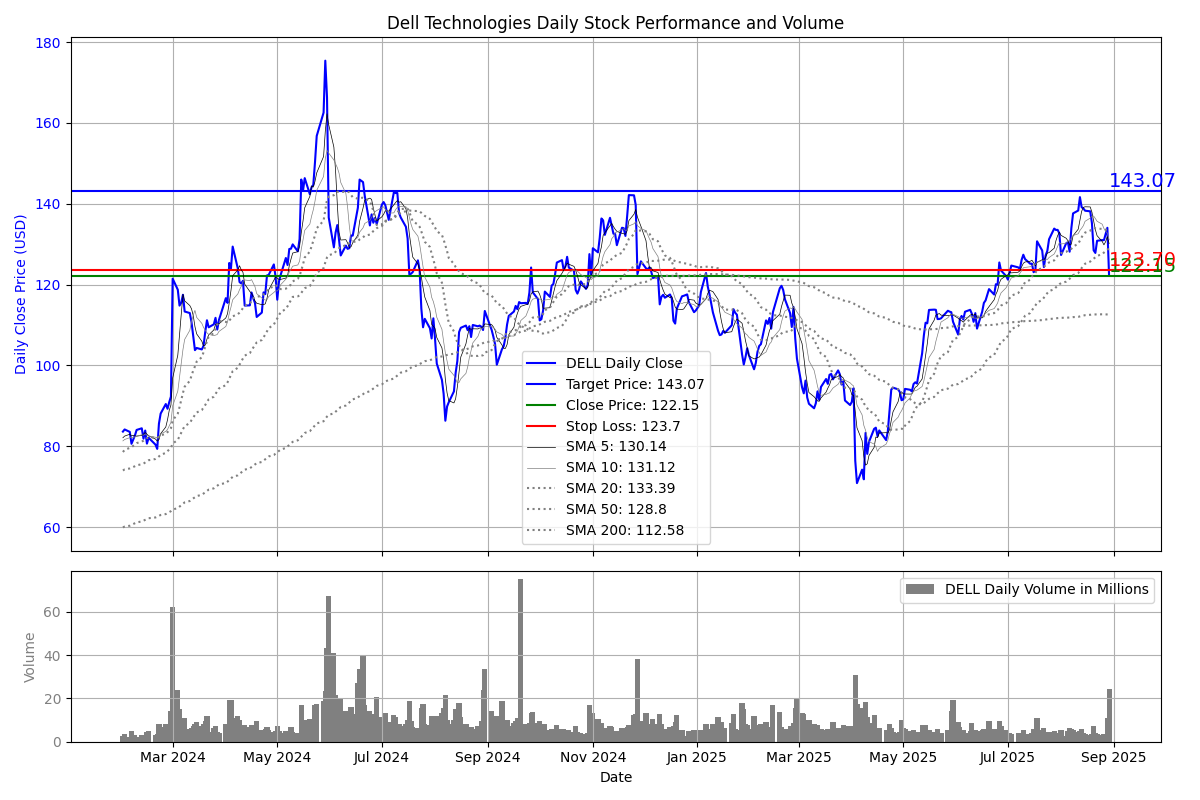 Dell Technologies Daily Stock Performance and Volume
Daily Close Price (USD)
180
160
140
120
100
80
60
143.07
123.70
122.15
DELL Daily Close
Target Price: 143.07
Close Price: 122.15
Stop Loss: 123.7
SMA 5: 130.14
SMA 10: 131.12
SMA 20: 133.39
SMA 50: 128.8
SMA 200: 112.58
Volume
60
40
20
0
DELL Daily Volume in Millions
Mar 2024 May 2024 Jul 2024 Sep 2024 Nov 2024 Jan 2025 Mar 2025 May 2025 Jul 2025 Sep 2025
Date